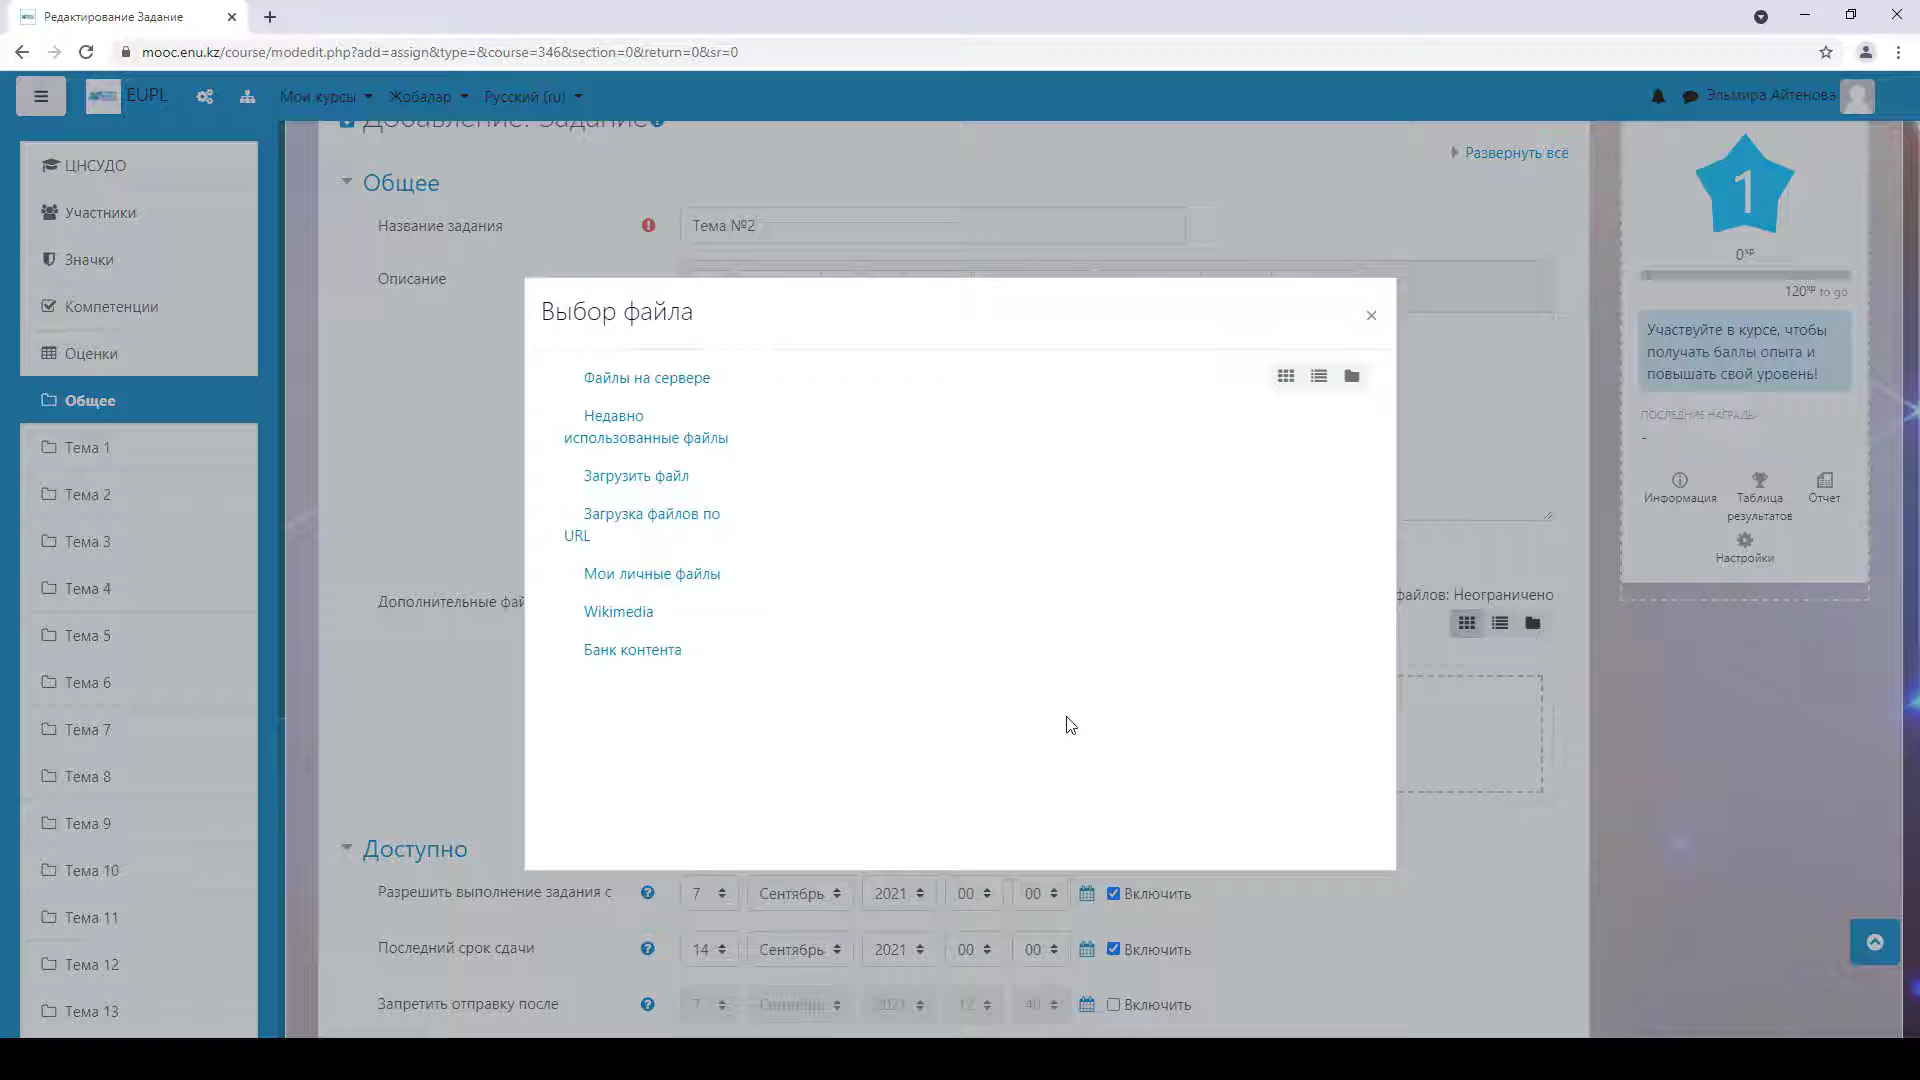 Редактирование Задание
mooc.enu.kz/course/modedit.php?add=assign&type=&course=346&section=0&return=0&sr=0
EUPL
Мои курсы
Жобалар
Русский (ru)
Эльмира Айтенова
ЦНСУДО
Участники
Значки
Компетенции
Оценки
Общее
Тема 1
Тема 2
Тема 3
Тема 4
Тема 5
Тема 6
Тема 7
Тема 8
Тема 9
Тема 10
Тема 11
Тема 12
Тема 13
Добавление: Задание
Развернуть всё
Общее
Название задания
Тема №2
Описание
Выбор файла
×
Файлы на сервере
Недавно
использованные файлы
Загрузить файл
Загрузка файлов по
URL
Мои личные файлы
Wikimedia
Банк контента
Дополнительные фай
файлов: Неограничено
Доступно
Разрешить выполнение задания с
7 Сентябрь 2021 00 00 Включить
Последний срок сдачи
14 Сентябрь 2021 00 00 Включить
Запретить отправку после
7 Сентябрь 2021 12 40 Включить
1
0xp
120xp to go
Участвуйте в курсе, чтобы
получать баллы опыта и
повышать свой уровень!
ПОСЛЕДНИЕ НАГРАДЫ
-
Информация
Таблица
результатов
Отчет
Настройки